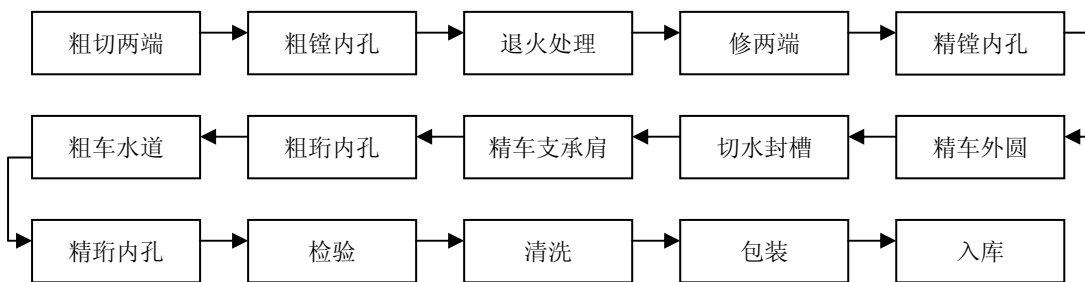 粗切两端 粗镗内孔 退火处理 修两端 精镗内孔
粗车水道 粗珩内孔 精车支承肩 切水封槽 精车外圆
精珩内孔 检验 清洗 包装 入库